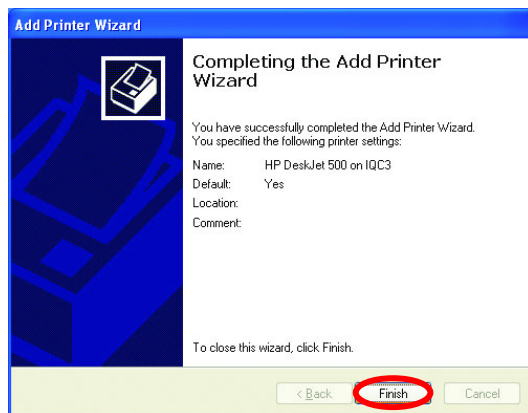 Add Printer Wizard
Completing the Add Printer
Wizard
You have successfully completed the Add Printer Wizard.
You specified the following printer settings:
Name: HP DeskJet 500 on IQC3
Default: Yes
Location:
Comment:
To close this wizard, click Finish.
< Back Finish Cancel